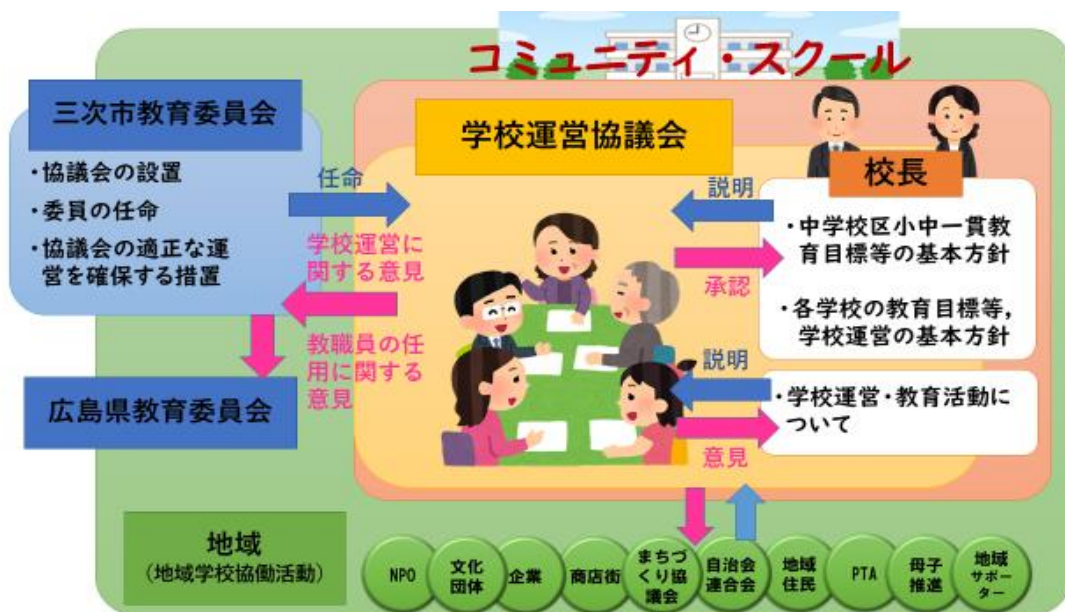 コミュニティ・スクール
三次市教育委員会
・協議会の設置
・委員の任命
・協議会の適正な運
営を確保する措置
広島県教育委員会
任命
学校運営に
関する意見
教職員の任
用に関する
意見
学校運営協議会
校長
説明
承認
・中学校区小中一貫教
育目標等の基本方針
・各学校の教育目標等,
学校運営の基本方針
説明
意見
・学校運営・教育活動に
ついて
地域
(地域学校協働活動)
NPO
文化
団体
企業
商店街
まちづ
くり協
議会
自治会
連合会
地域
住民
PTA
母子
推進
地域
サポー
ター